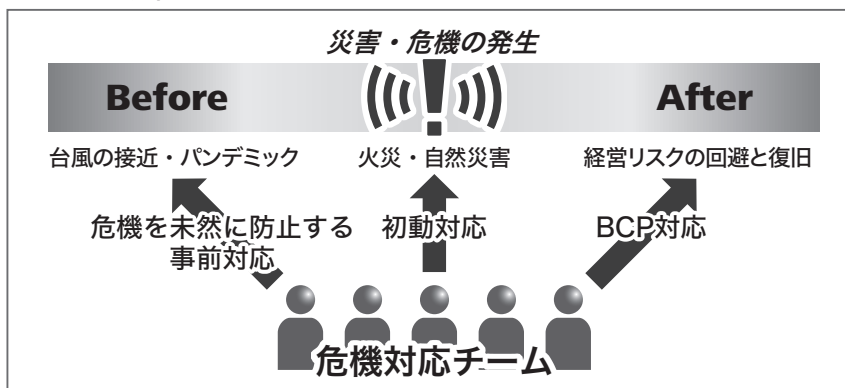 災害・危機の発生
Before
After
台風の接近・パンデミック
火災・自然災害
経営リスクの回避と復旧
危機を未然に防止する
事前対応
初動対応
BCP対応
危機対応チーム